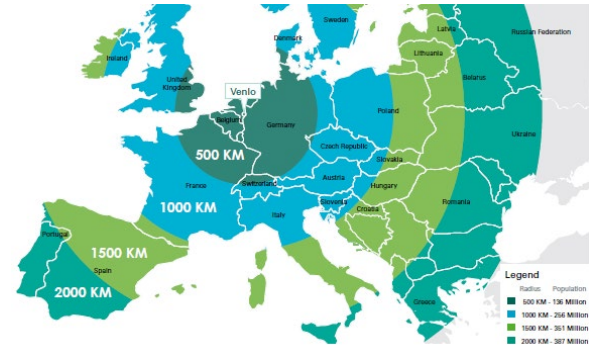 Sweden
Denmark
Latvia
Russian Federation
Lithuania
Ireland
United
Kingdom
Belarus
Venlo
Poland
Belgium
Germany
Ukraine
Czech Republic
500 KM
Slovakia
Austria
France
Switzerland
Hungary
1000 KM
Slovenia
Romania
Italy
Croatia
Portugal
1500 KM
Spain
2000 KM
Greece
Legend
Radius Population
500 KM - 136 Million
1000 KM - 256 Million
1500 KM - 351 Million
2000 KM - 387 Million